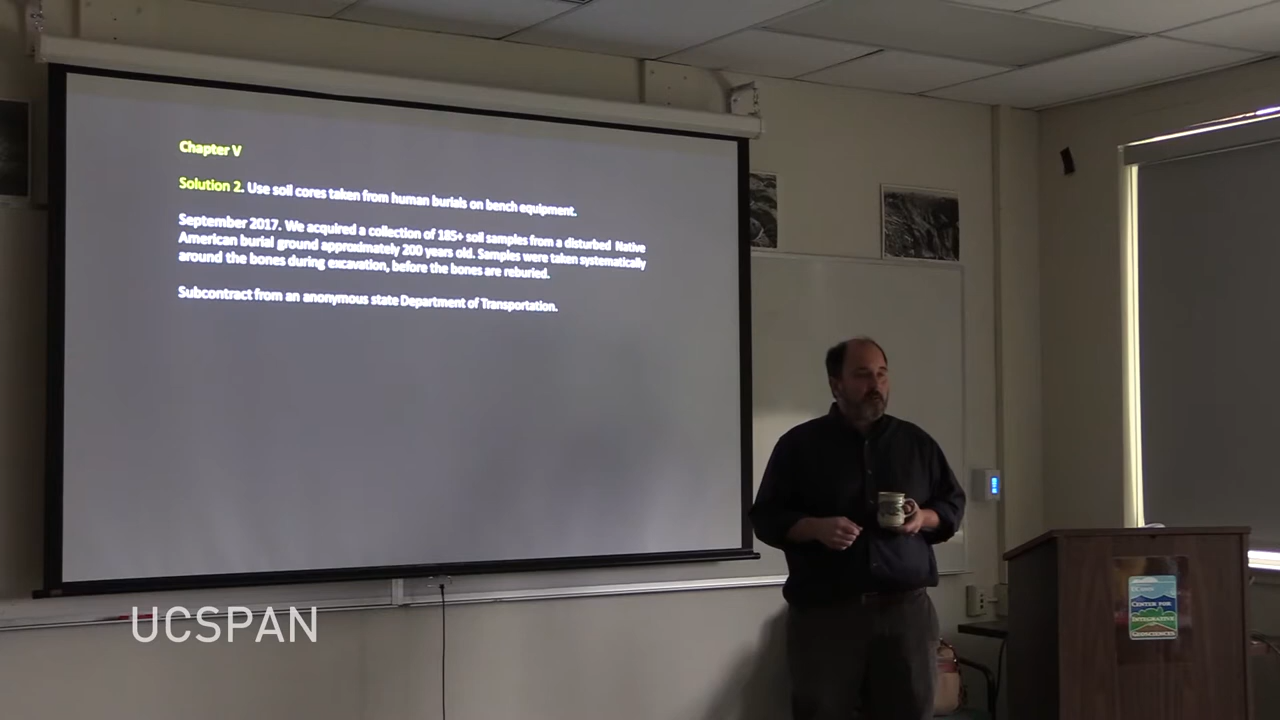 Chapter V
Solution 2. Use soil cores taken from human burials on bench equipment.
September 2017. We acquired a collection of 185+ soil samples from a disturbed Native
American burial ground approximately 200 years old. Samples were taken systematically
around the bones during excavation, before the bones are reburied.
Subcontract from an anonymous state Department of Transportation.
UCSPAN
CENTER FOR
INTEGRATIVE
GEOSCIENCES